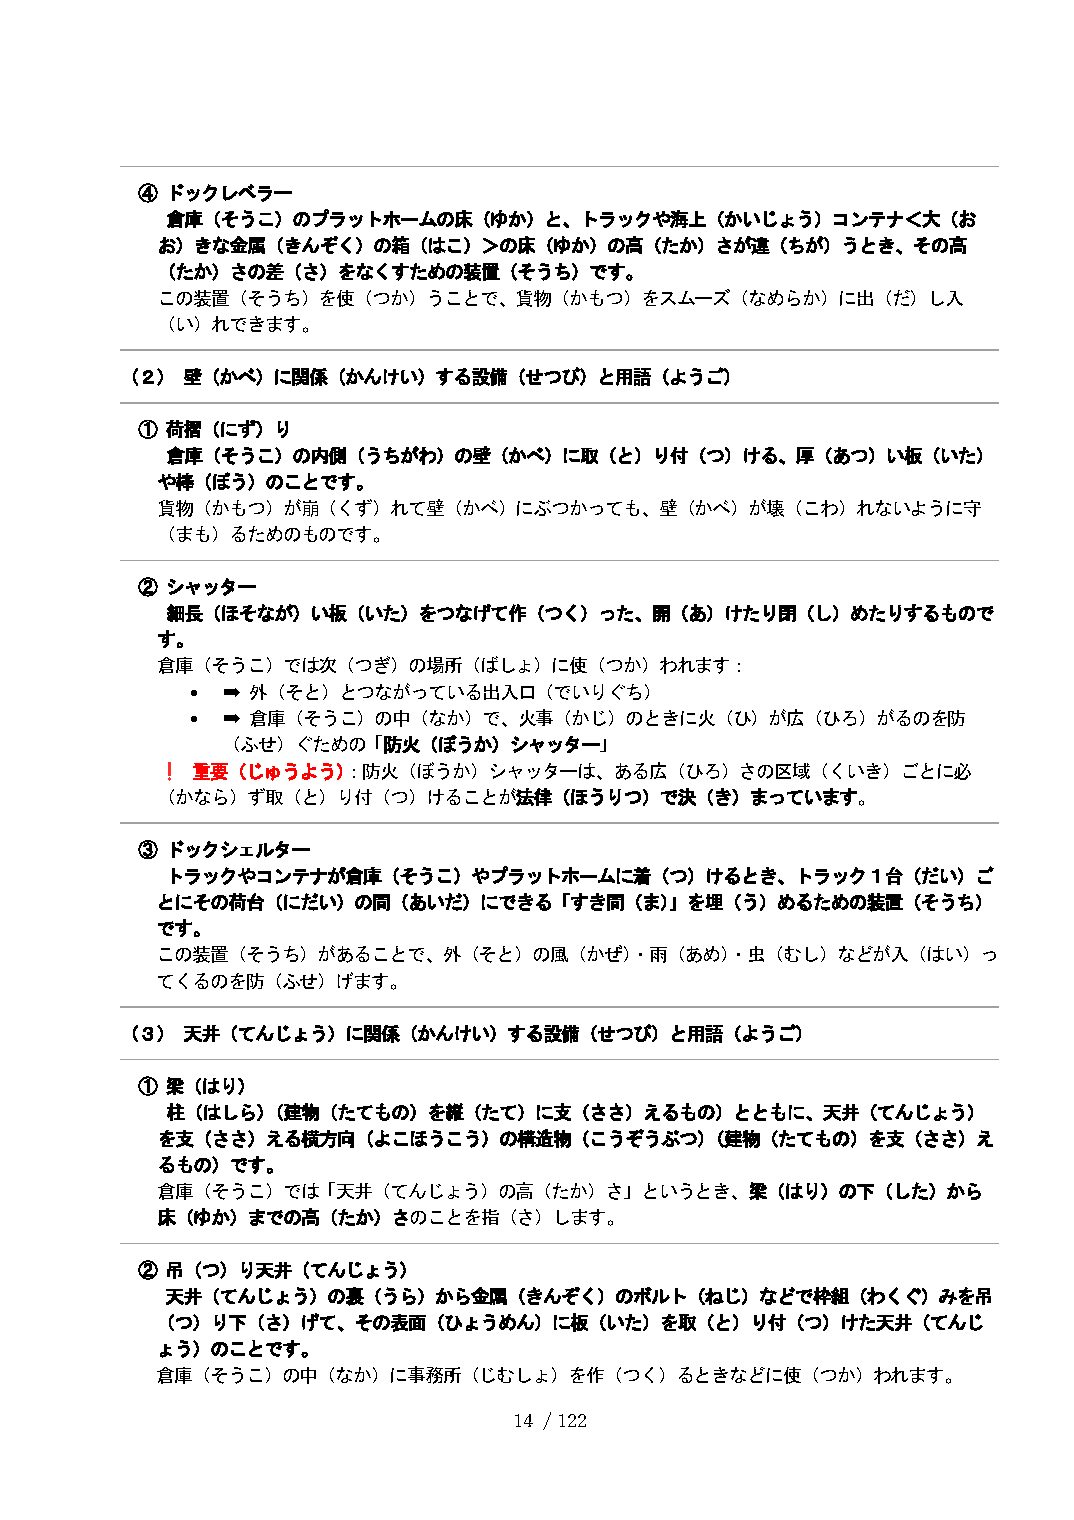 ④ ドックレベラー
倉庫（そうこ）のプラットホームの床（ゆか）と、トラックや海上（かいじょう）コンテナ＜大（お
お）きな金属（きんぞく）の箱（はこ）＞の床（ゆか）の高（たか）さが違（ちが）うとき、その高
（たか）さの差（さ）をなくすための装置（そうち）です。
この装置（そうち）を使（つか）うことで、貨物（かもつ）をスムーズ（なめらか）に出（だ）し入
（い）れできます。
（2） 壁（かべ）に関係（かんけい）する設備（せつび）と用語（ようご）
① 荷摺（にず）り
倉庫（そうこ）の内側（うちがわ）の壁（かべ）に取（と）り付（つ）ける、厚（あつ）い板（いた）
や棒（ぼう）のことです。
貨物（かもつ）が崩（くず）れて壁（かべ）にぶつかっても、壁（かべ）が壊（こわ）れないように守
（まも）るためのものです。
② シャッター
細長（ほそなが）い板（いた）をつなげて作（つく）った、開（あ）けたり閉（し）めたりするもので
す。
倉庫（そうこ）では次（つぎ）の場所（ばしょ）に使（つか）われます：
• ➡ 外（そと）とつながっている出入口（でいりぐち）
• ➡ 倉庫（そうこ）の中（なか）で、火事（かじ）のときに火（ひ）が広（ひろ）がるのを防
（ふせ）ぐための「防火（ぼうか）シャッター」
❗ 重要（じゅうよう）：防火（ぼうか）シャッターは、ある広（ひろ）さの区域（くいき）ごとに必
（かなら）ず取（と）り付（つ）けることが法律（ほうりつ）で決（き）まっています。
③ ドックシェルター
トラックやコンテナが倉庫（そうこ）やプラットホームに着（つ）けるとき、トラック１台（だい）ご
とにその荷台（にだい）の間（あいだ）にできる「すき間（ま）」を埋（う）めるための装置（そうち）
です。
この装置（そうち）があることで、外（そと）の風（かぜ）・雨（あめ）・虫（むし）などが入（はい）っ
てくるのを防（ふせ）げます。
（3） 天井（てんじょう）に関係（かんけい）する設備（せつび）と用語（ようご）
① 梁（はり）
柱（はしら）（建物（たてもの）を縦（たて）に支（ささ）えるもの）とともに、天井（てんじょう）
を支（ささ）える横方向（よこほうこう）の構造物（こうぞうぶつ）（建物（たてもの）を支（ささ）え
るもの）です。
倉庫（そうこ）では「天井（てんじょう）の高（たか）さ」というとき、梁（はり）の下（した）から
床（ゆか）までの高（たか）さのことを指（さ）します。
② 吊（つ）り天井（てんじょう）
天井（てんじょう）の裏（うら）から金属（きんぞく）のボルト（ねじ）などで枠組（わくぐ）みを吊
（つ）り下（さ）げて、その表面（ひょうめん）に板（いた）を取（と）り付（つ）けた天井（てんじ
ょう）のことです。
倉庫（そうこ）の中（なか）に事務所（じむしょ）を作（つく）るときなどに使（つか）われます。
14 / 122